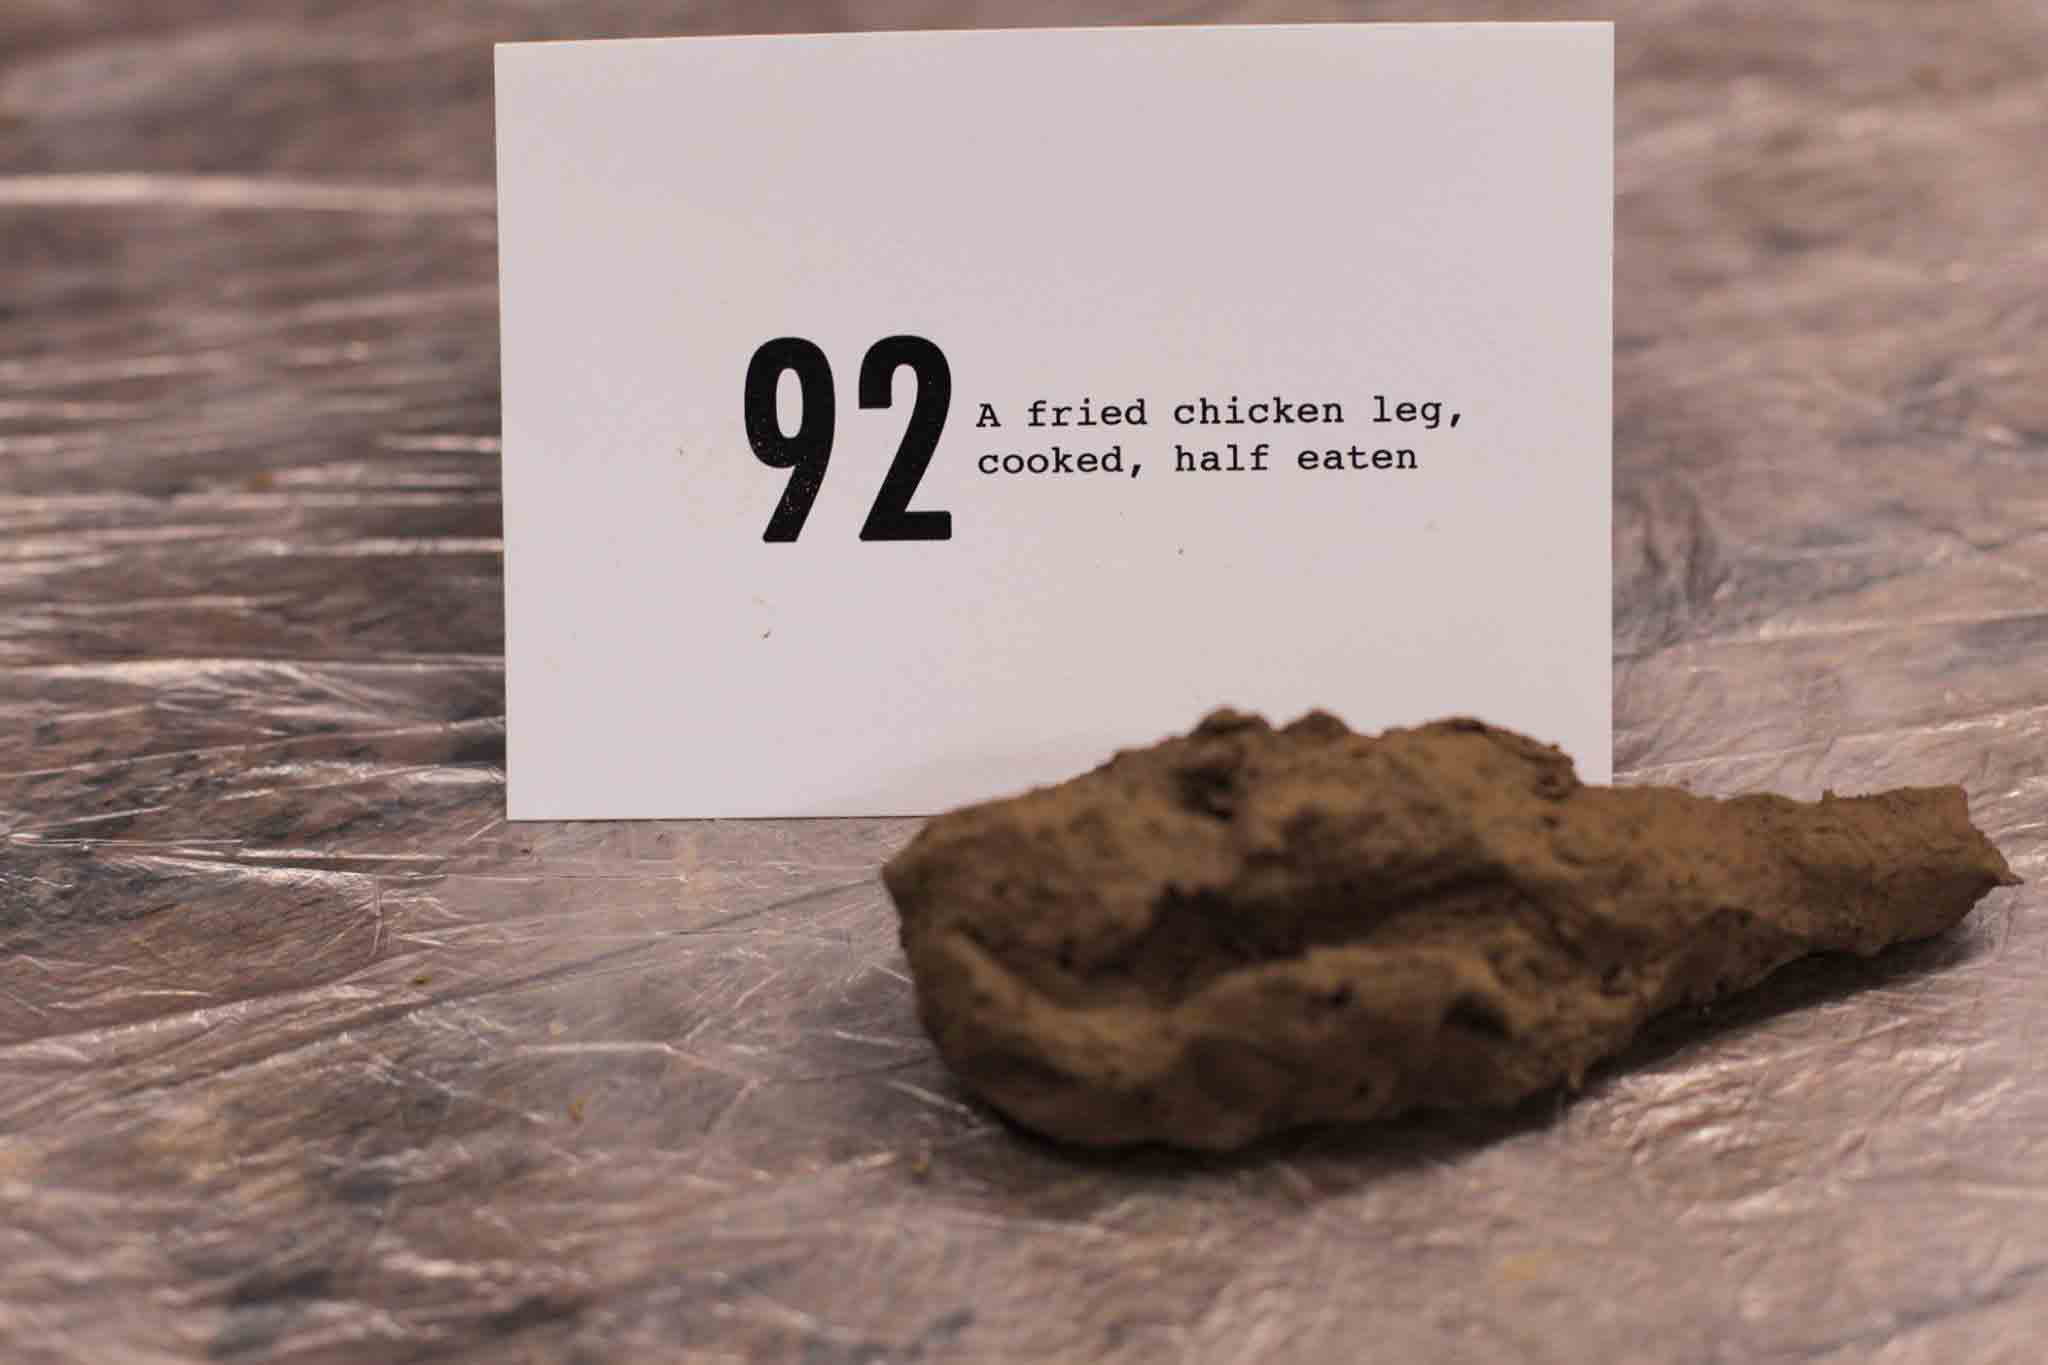 92
A fried chicken leg,
cooked, half eaten